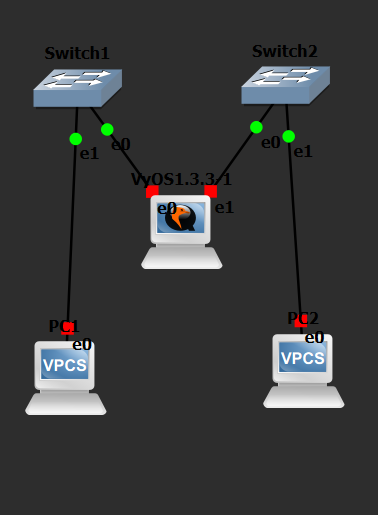 Switch1
Switch2
e0
e1
e0
e1
VyOS1.3.3-1
e0
e1
PC1
e0
VPCS
PC2
e0
VPCS